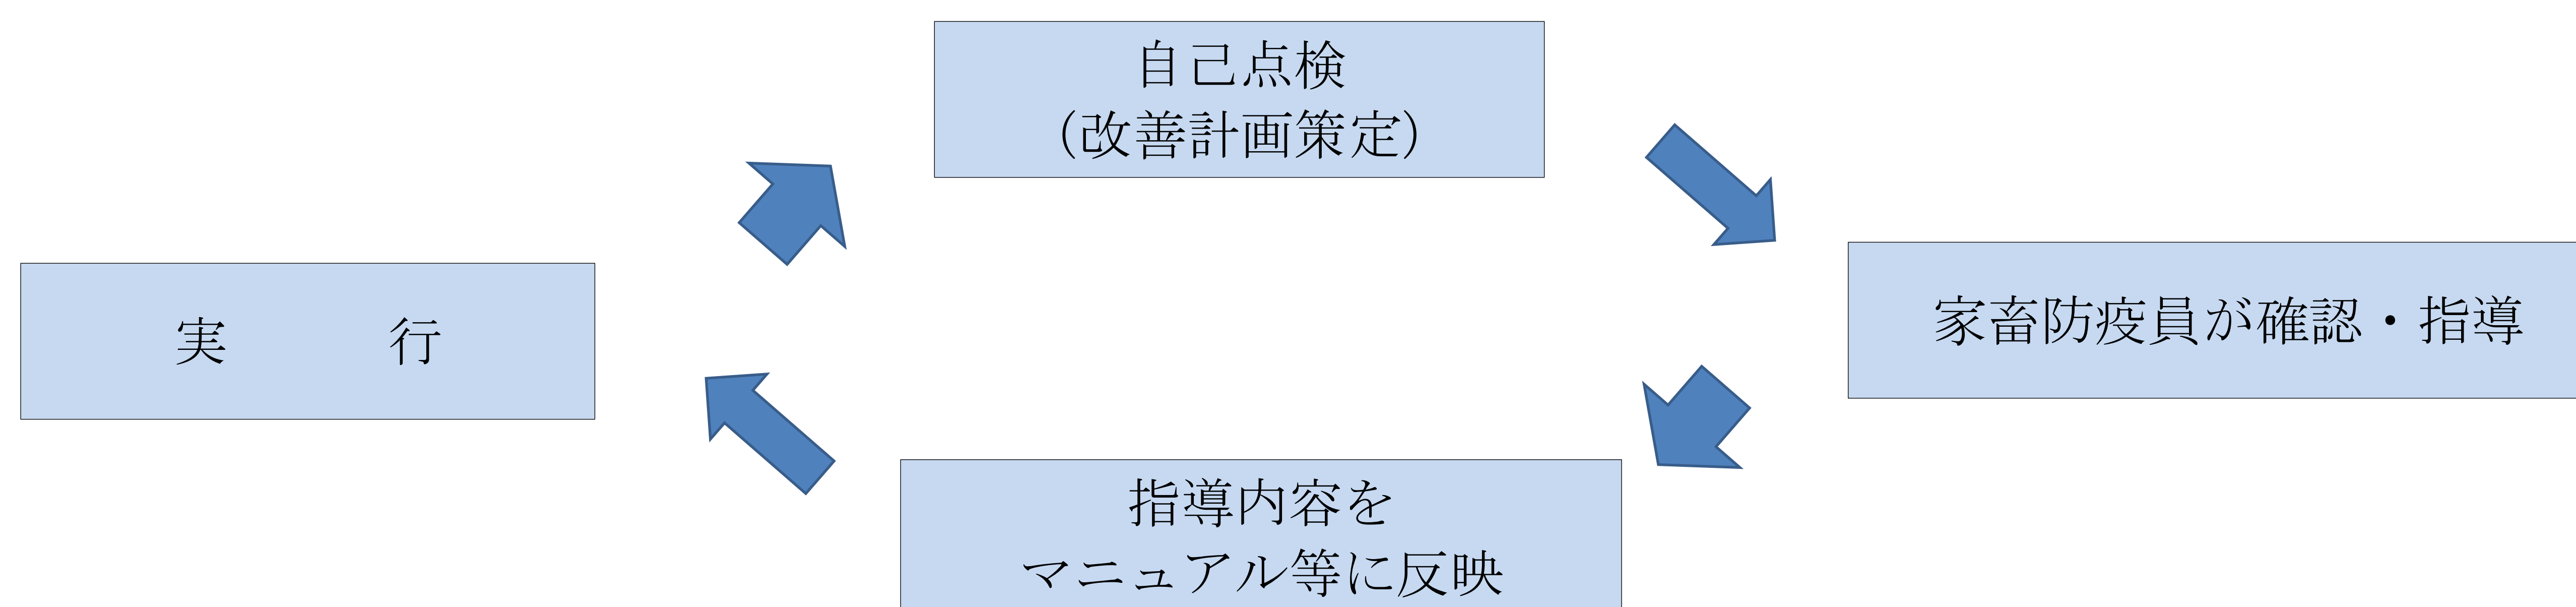 自己点検
（改善計画策定）
家畜防疫員が確認・指導
実　　　行
指導内容を
マニュアル等に反映